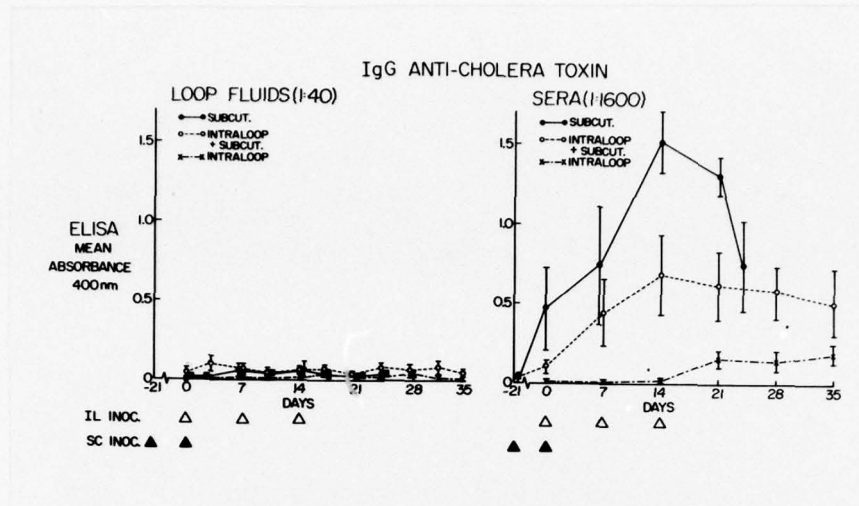 IgG ANTI-CHOLERA TOXIN
LOOP FLUIDS(1:40)
SUBCUT.
INTRALOOP
+ SUBCUT.
INTRALOOP
1.5
1.0
0.5
ELISA
MEAN
ABSORBANCE
400nm
-21 0 7 14 21 28 35
DAYS
IL INOC.
SC INOC.
SERA(1:1600)
SUBCUT.
INTRALOOP
+ SUBCUT.
INTRALOOP
1.5
1.0
0.5
-21 0 7 14 21 28 35
DAYS